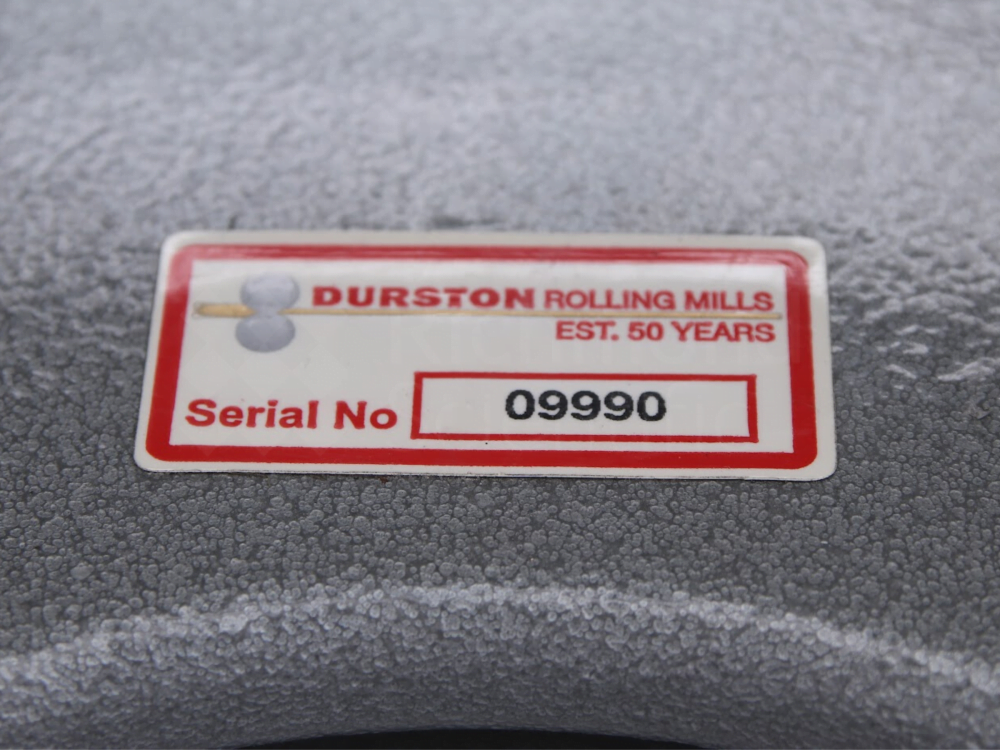 DURSTON ROLLING MILLS
EST. 50 YEARS
Serial No 09990